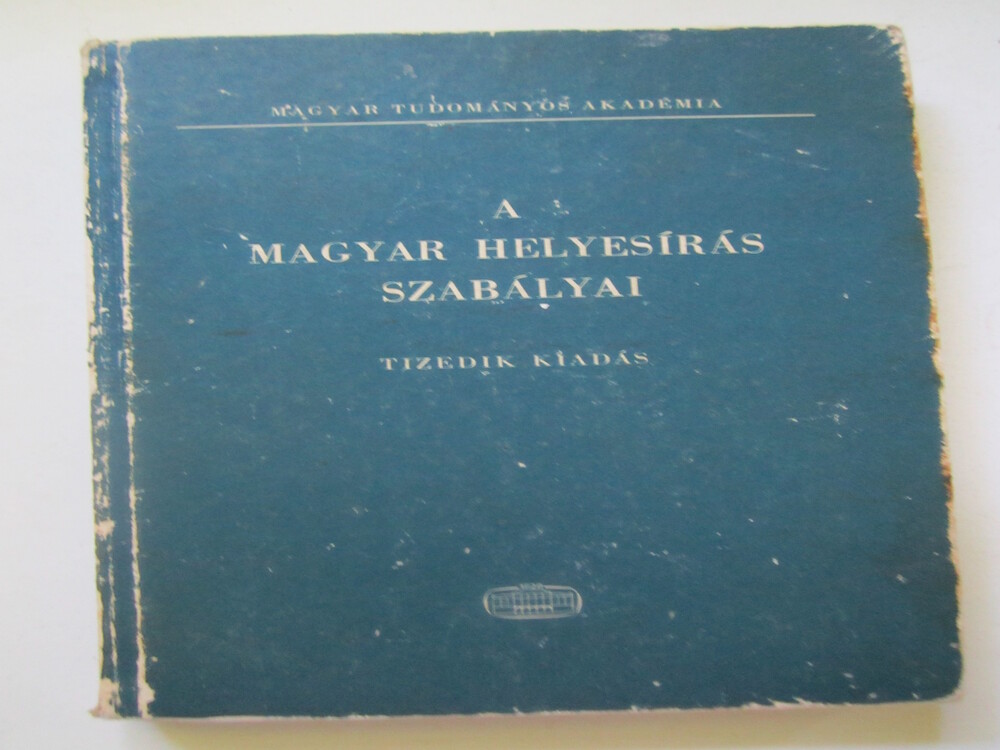 MAGYAR TUDOMÁNYOS AKADÉMIA
A
MAGYAR HELYESÍRÁS
SZABÁLYAI
TIZEDIK KIADÁS